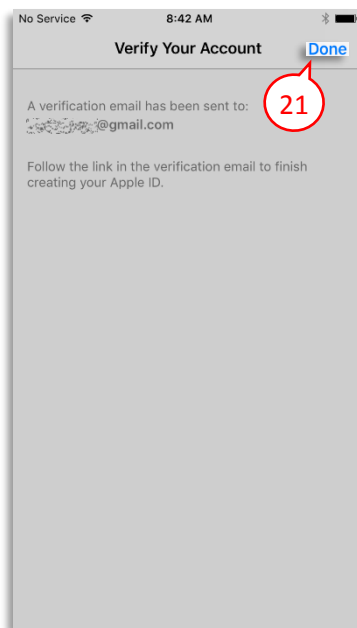 No Service 8:42 AM
Verify Your Account Done
21
A verification email has been sent to:
@gmail.com
Follow the link in the verification email to finish
creating your Apple ID.